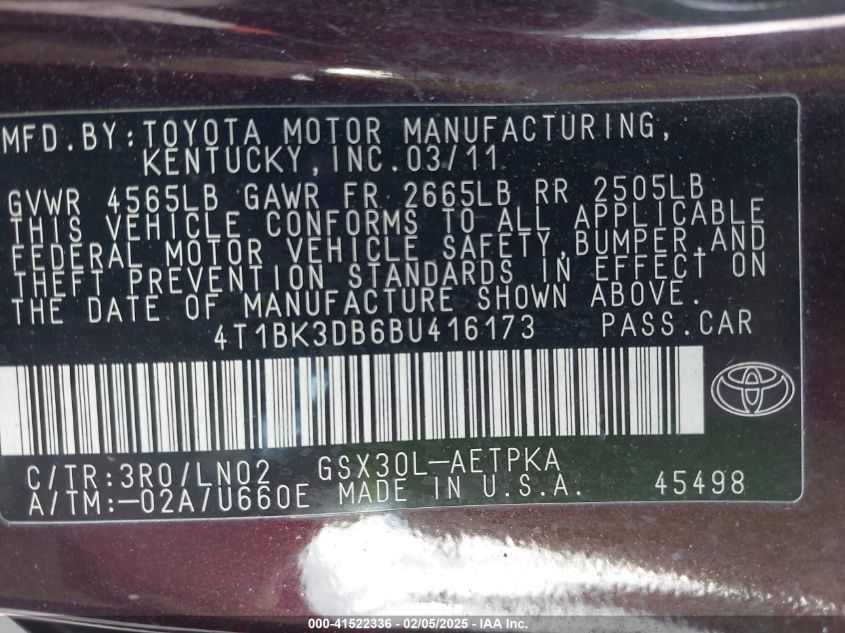 MFD.BY:TOYOTA MOTOR MANUFACTURING,
KENTUCKY,INC.03/11
GVWR 4565LB GAWR FR 2665LB RR 2505LB
THIS VEHICLE CONFORMS TO ALL APPLICABLE
FEDERAL MOTOR VEHICLE SAFETY,BUMPER,AND
THEFT PREVENTION STANDARDS IN EFFECT ON
THE DATE OF MANUFACTURE SHOWN ABOVE.
4T1BK3DB6BU416173 PASS.CAR
C/TR:3R0/LN02 GSX30L-AETPKA
A/TM:-02A/U660E MADE IN U.S.A. 45498
000-41522336 - 02/05/2025 - IAA Inc.